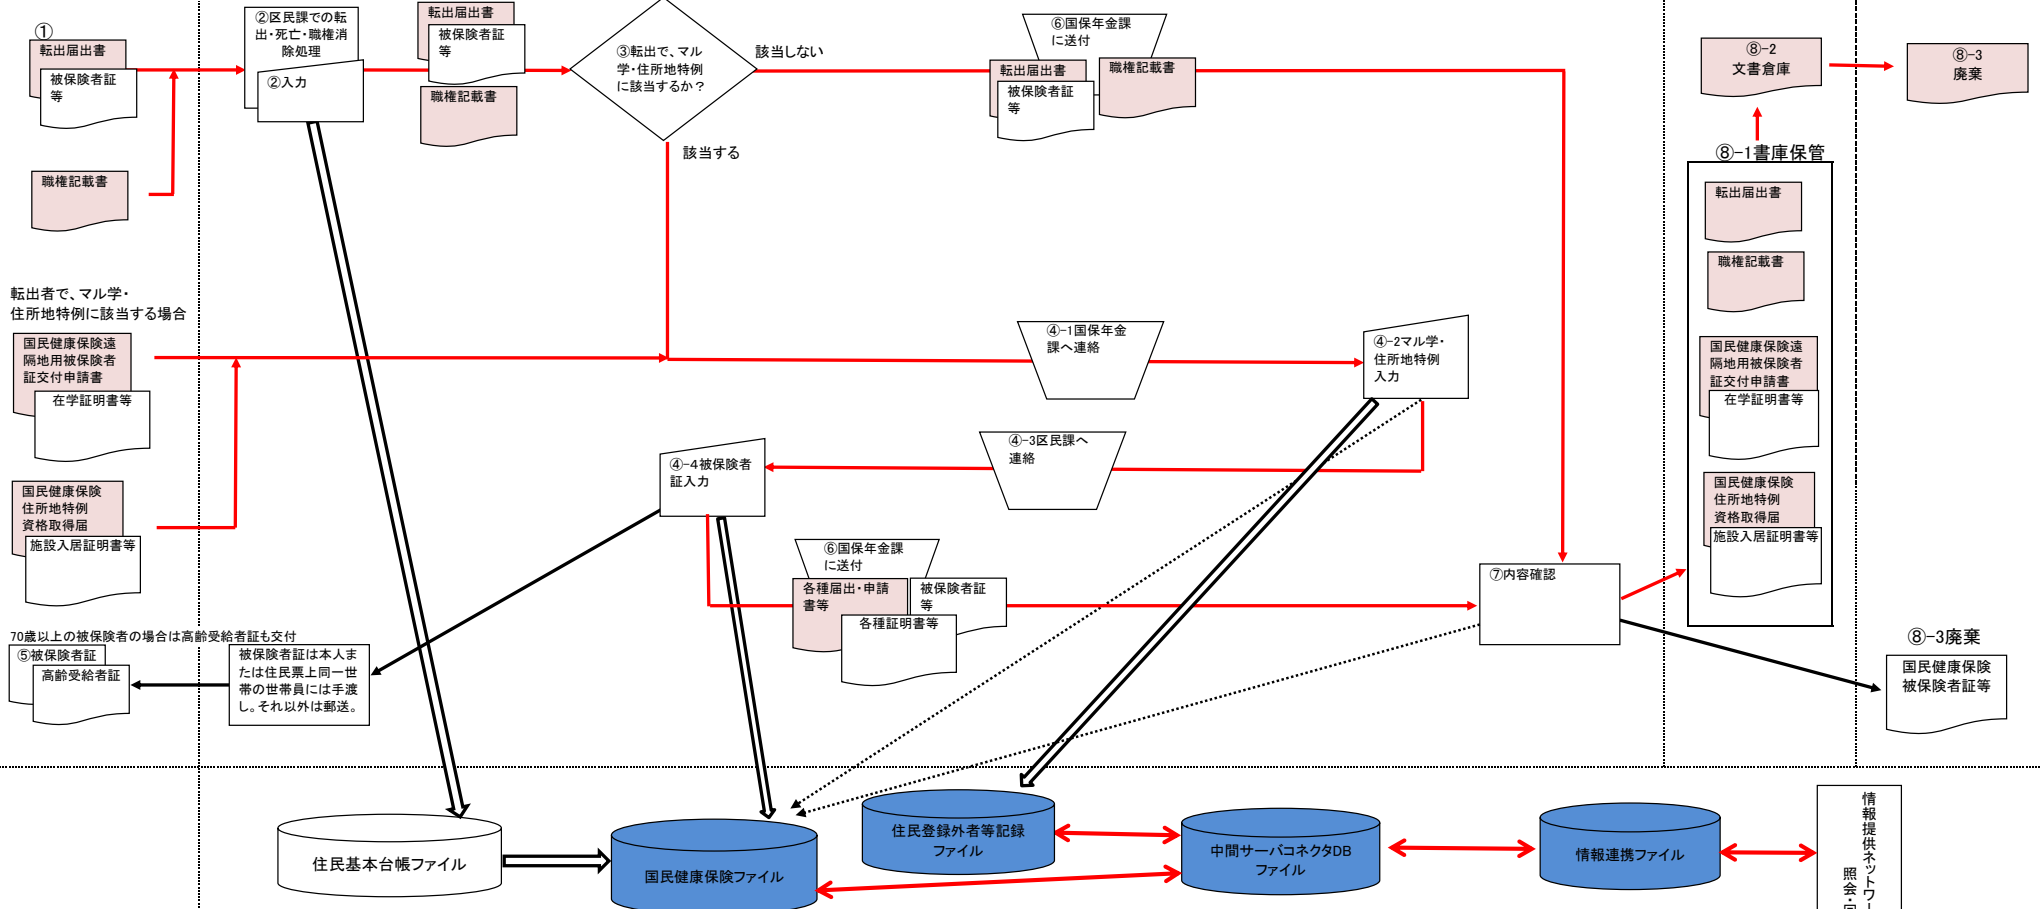 ①
転出届出書
被保険者証
等
職権記載書
②区民課での転
出・死亡・職権消
除処理
②入力
転出届出書
被保険者証
等
職権記載書
③転出で、マル
学・住所地特例
に該当するか？
該当しない
該当する
⑥国保年金課
に送付
転出届出書
被保険者証
等
職権記載書
⑧-2
文書倉庫
⑧-3
廃棄
⑧-1書庫保管
転出届出書
職権記載書
国民健康保険遠
隔地用被保険者
証交付申請書
在学証明書等
国民健康保険
住所地特例
資格取得届
施設入居証明書等
転出者で、マル学・
住所地特例に該当する場合
国民健康保険遠
隔地用被保険者
証交付申請書
在学証明書等
国民健康保険
住所地特例
資格取得届
施設入居証明書等
④-1国保年金
課へ連絡
④-2マル学・
住所地特例
入力
④-3区民課へ
連絡
④-4被保険者
証入力
⑥国保年金課
に送付
各種届出・申請
書等
被保険者証
等
各種証明書等
⑦内容確認
70歳以上の被保険者の場合は高齢受給者証も交付
⑤被保険者証
高齢受給者証
被保険者証は本人ま
たは住民票上同一世
帯の世帯員には手渡
し。それ以外は郵送。
⑧-3廃棄
国民健康保険
被保険者証等
住民基本台帳ファイル
国民健康保険ファイル
住民登録外者等記録
ファイル
中間サーバコネクタDB
ファイル
情報連携ファイル
情報提供ネットワー
照会・